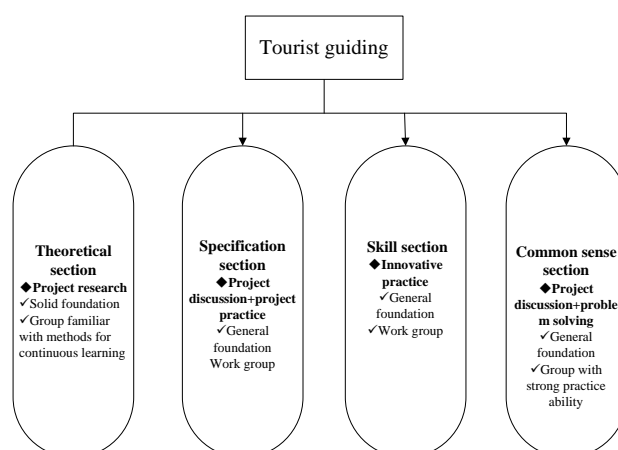 Tourist guiding
Theoretical
section
◆Project research
✓Solid foundation
✓Group familiar
with methods for
continuous learning
Specification
section
◆Project
discussion+project
practice
✓General
foundation
Work group
Skill section
◆Innovative
practice
✓General
foundation
✓Work group
Common sense
section
◆Project
discussion+proble
m solving
✓General
foundation
✓Group with
strong practice
ability